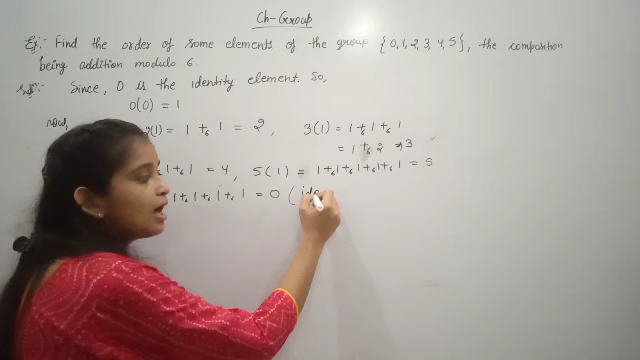 Ch-Group
Ex:- Find the order of some elements of the group {0,1,2,3,4,5}, the composition
being addition modulo 6.
Since, 0 is the identity element. So,
0(0) = 1
now, 2(1) = 1 +₆ 1 = 2, 3(1) = 1 +₆ 1 +₆ 1
= 1 +₆ 2 = 3
1 +₆ 1 = 4, 5(1) = 1 +₆ 1 +₆ 1 +₆ 1 +₆ 1 = 5
1 +₆ 1 +₆ 1 +₆ 1 = 0 (ide